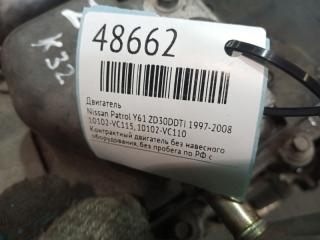 K32
48662
Двигатель
Nissan Patrol Y61 ZD30DDTi 1997-2008
10102-VC115, 10102-VC110
Контрактный двигатель без навесного
оборудования, без пробега по РФ с